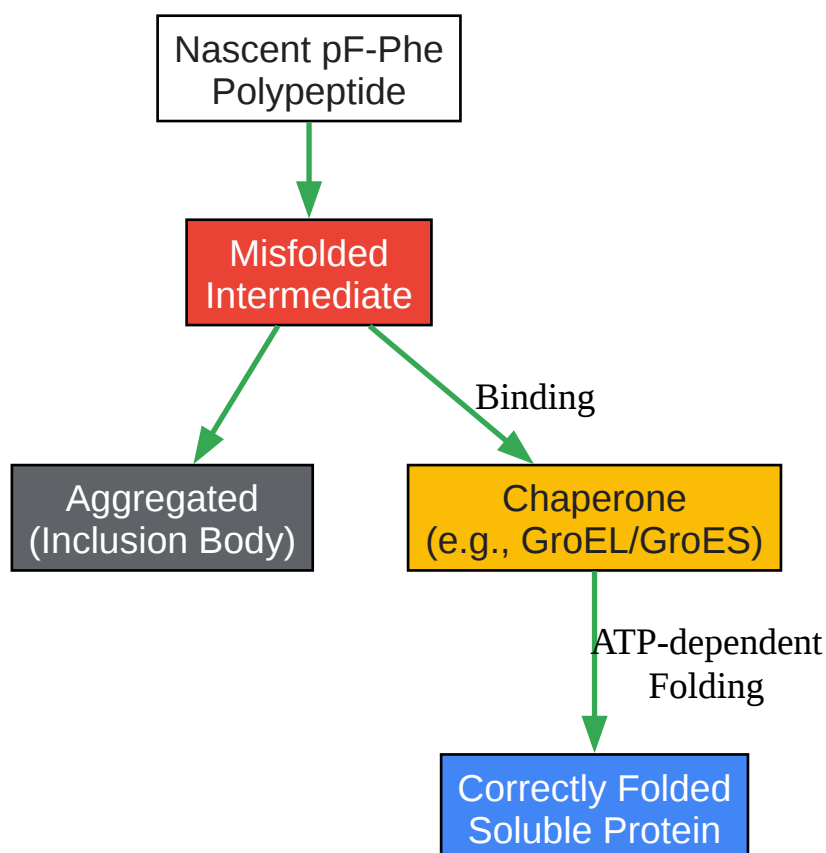 Nascent pF-Phe
Polypeptide
Misfolded
Intermediate
Binding
Aggregated
(Inclusion Body)
Chaperone
(e.g., GroEL/GroES)
ATP-dependent
Folding
Correctly Folded
Soluble Protein